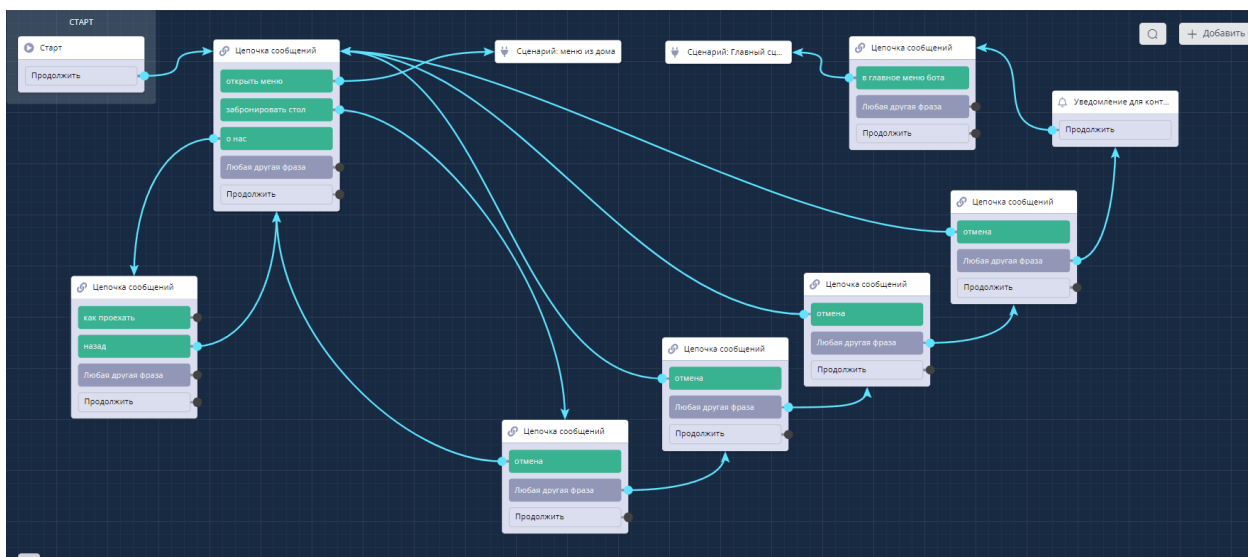 СТАРТ
Старт
Продолжить
Цепочка сообщений
открыть меню
забронировать стол
о нас
Любая другая фраза
Продолжить
Сценарий: меню из дома
Сценарий: Главный сц...
Цепочка сообщений
в главное меню бота
Любая другая фраза
Продолжить
+ Добавить
Уведомление для конт...
Продолжить
Цепочка сообщений
отмена
Любая другая фраза
Продолжить
Цепочка сообщений
как проехать
назад
Любая другая фраза
Продолжить
Цепочка сообщений
отмена
Любая другая фраза
Продолжить
Цепочка сообщений
отмена
Любая другая фраза
Продолжить
Цепочка сообщений
отмена
Любая другая фраза
Продолжить